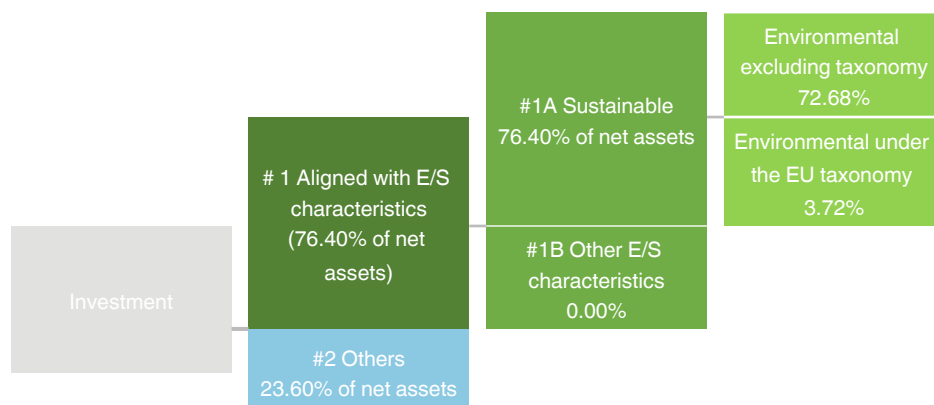 Investment
# 1 Aligned with E/S
characteristics
(76.40% of net
assets)
#2 Others
23.60% of net assets
#1A Sustainable
76.40% of net assets
#1B Other E/S
characteristics
0.00%
Environmental
excluding taxonomy
72.68%
Environmental under
the EU taxonomy
3.72%